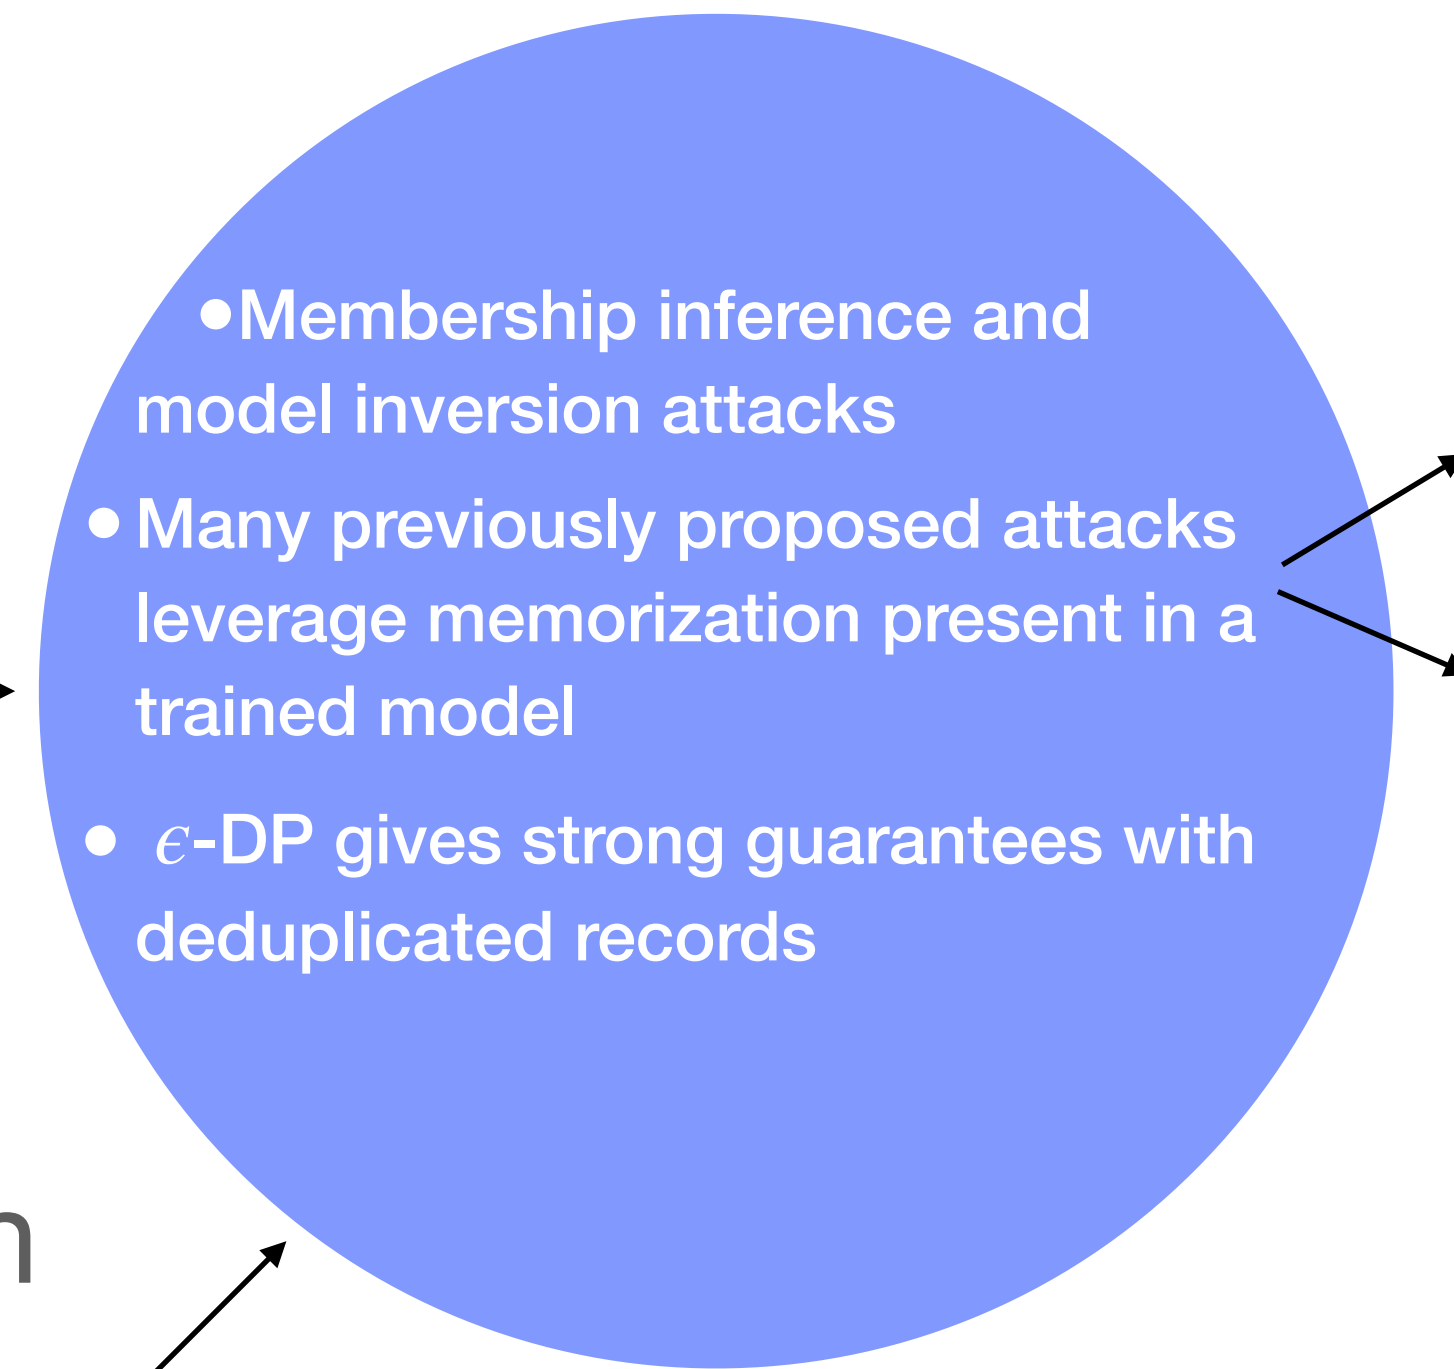 •Membership inference and
model inversion attacks
• Many previously proposed attacks
leverage memorization present in a
trained model
• ϵ-DP gives strong guarantees with
deduplicated records
n